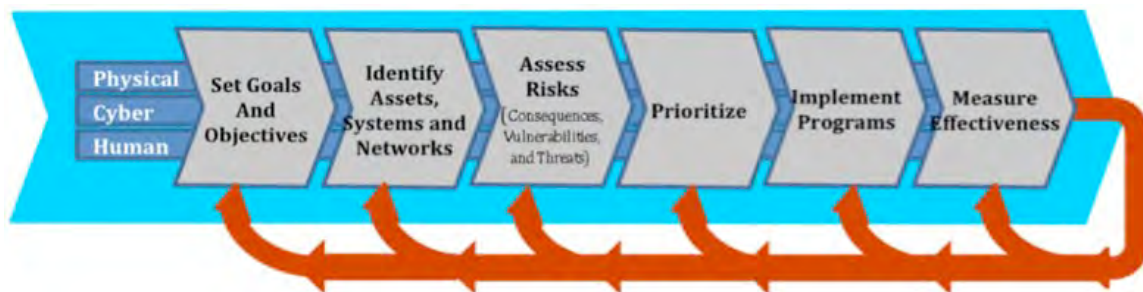 Physical
Cyber
Human
Set Goals
And
Objectives
Identify
Assets,
Systems and
Networks
Assess
Risks
(Consequences,
Vulnerabilities,
and Threats)
Prioritize
Implement
Programs
Measure
Effectiveness